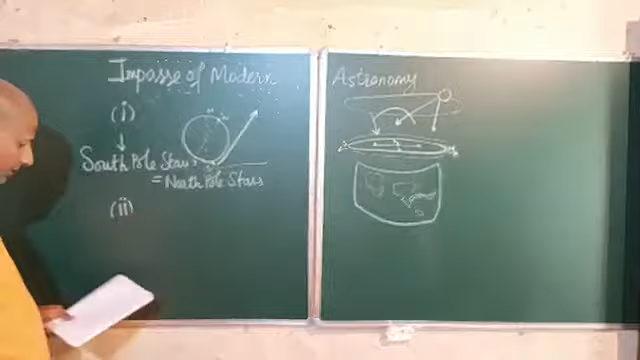 Impasse of Modern Astronomy
(i)
South Pole Stars
= North Pole Stars
(ii)